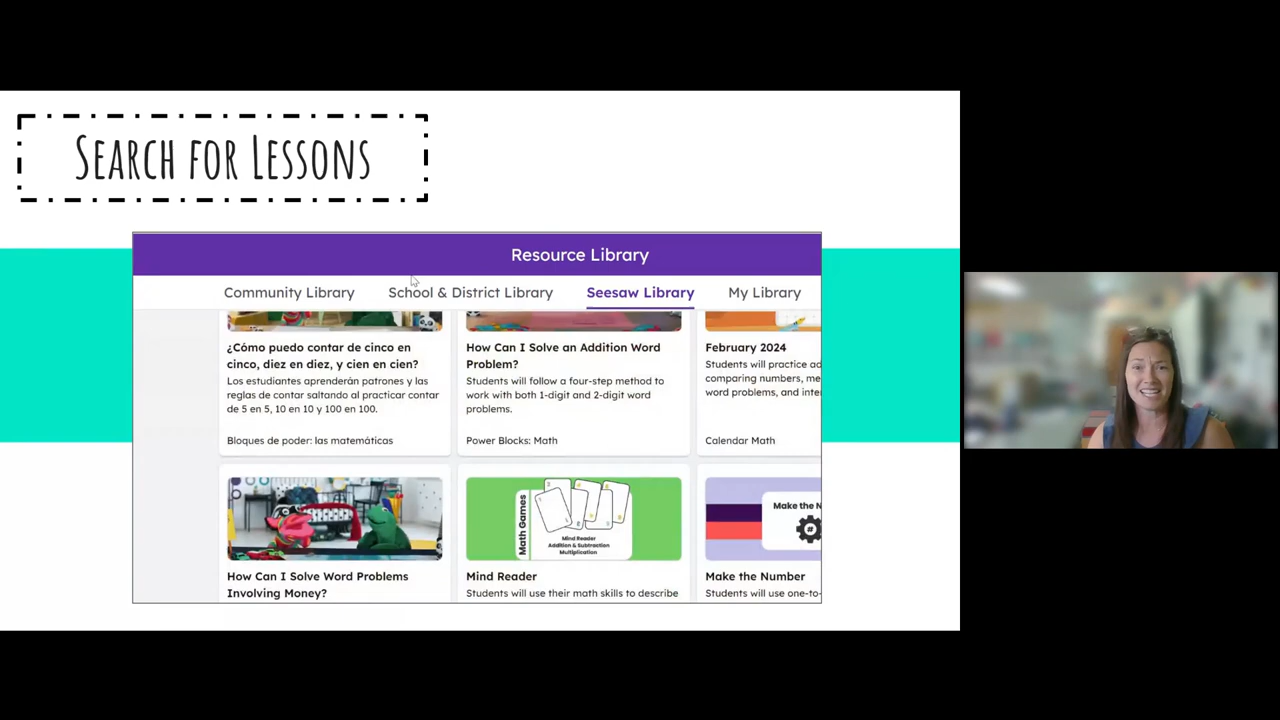 SEARCH FOR LESSONS
Resource Library
Community Library
School & District Library
Seesaw Library
My Library
¿Cómo puedo contar de cinco en
cinco, diez en diez, y cien en cien?
Los estudiantes aprenderán patrones y las
reglas de contar saltando al practicar contar
de 5 en 5, 10 en 10 y 100 en 100.
Bloques de poder: las matemáticas
How Can I Solve an Addition Word
Problem?
Students will follow a four-step method to
work with both 1-digit and 2-digit word
problems.
Power Blocks: Math
February 2024
Students will practice ad
comparing numbers, me
word problems, and inte
Calendar Math
How Can I Solve Word Problems
Involving Money?
Math Games
Mind Reader
Addition & Subtraction
Multiplication
Mind Reader
Students will use their math skills to describe
Make the N
#
Make the Number
Students will use one-to-